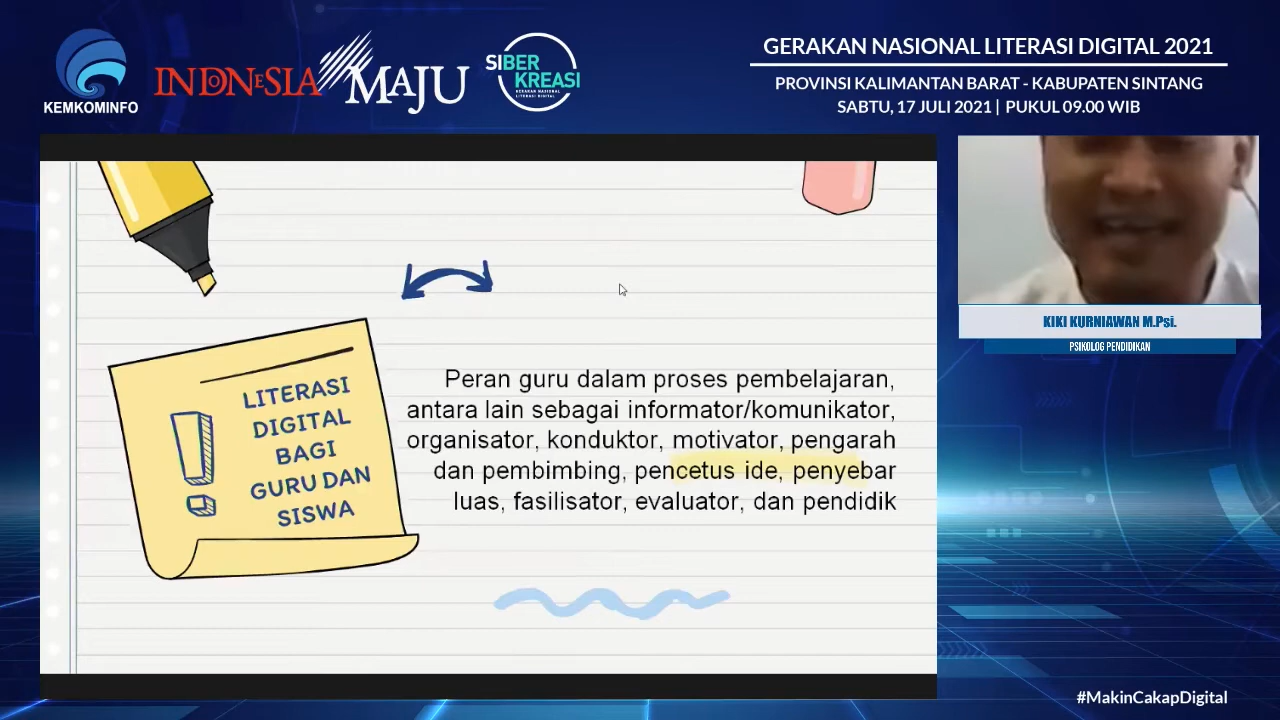 KEMKOMINFO
INDONESIA MAJU
SIBER
KREASI
GERAKAN NASIONAL
LITERASI DIGITAL
GERAKAN NASIONAL LITERASI DIGITAL 2021
PROVINSI KALIMANTAN BARAT - KABUPATEN SINTANG
SABTU, 17 JULI 2021 | PUKUL 09.00 WIB
LITERASI
DIGITAL
BAGI
GURU DAN
SISWA
Peran guru dalam proses pembelajaran,
antara lain sebagai informator/komunikator,
organisator, konduktor, motivator, pengarah
dan pembimbing, pencetus ide, penyebar
luas, fasilisator, evaluator, dan pendidik
KIKI KURNIAWAN M.Psi.
PSIKOLOG PENDIDIKAN
#MakinCakapDigital